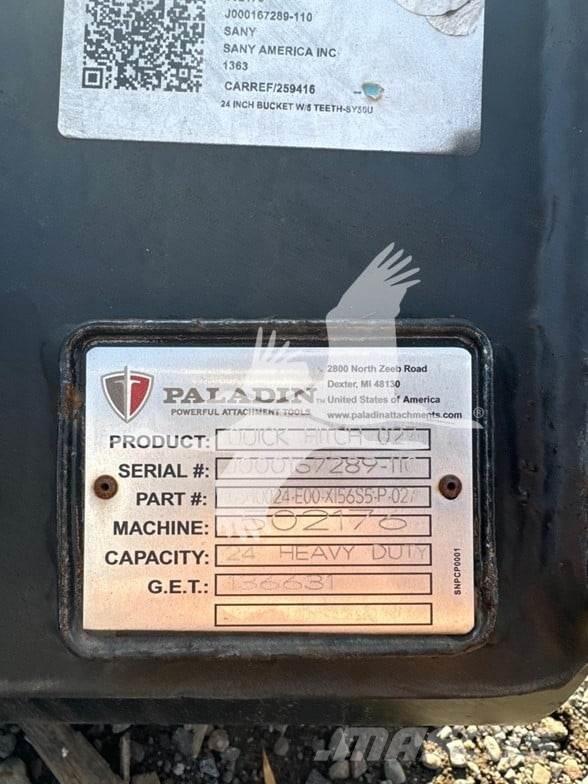 J000167289-110
SANY
SANY AMERICA INC
1363
CARREF/259416
24 INCH BUCKET W/5 TEETH-SY50U
PALADIN
POWERFUL ATTACHMENT TOOLS
2800 North Zeeb Road
Dexter, MI 48130
United States of America
www.paladinattachments.com
PRODUCT: QUICK HITCH 027
SERIAL #: J000167289-110
PART #:
MACHINE:
CAPACITY: 24 HEAVY DUTY
G.E.T.: 136631
SNPCP0001